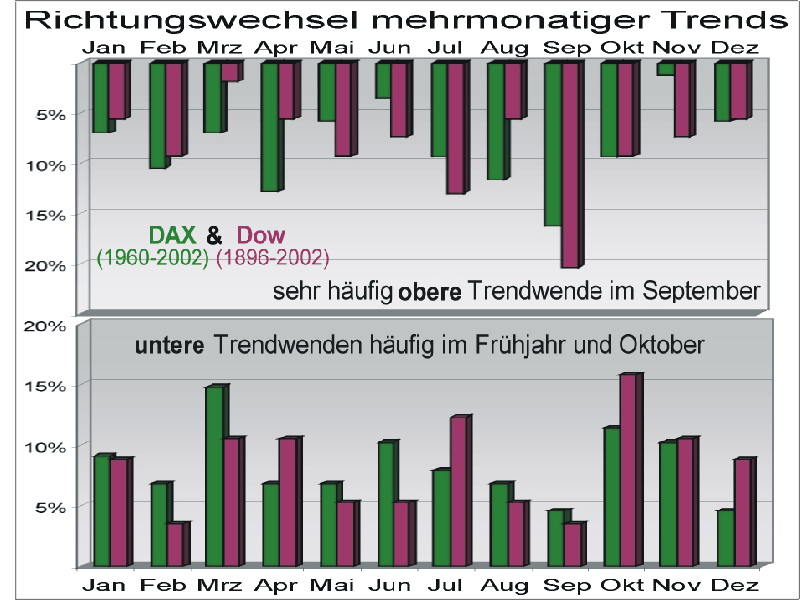 Richtungswechsel mehrmonatiger Trends
Jan Feb Mrz Apr Mai Jun Jul Aug Sep Okt Nov Dez
5%
10%
15%
20%
DAX & Dow
(1960-2002) (1896-2002)
sehr häufig obere Trendwende im September
20%
untere Trendwenden häufig im Frühjahr und Oktober
15%
10%
5%
Jan Feb Mrz Apr Mai Jun Jul Aug Sep Okt Nov Dez